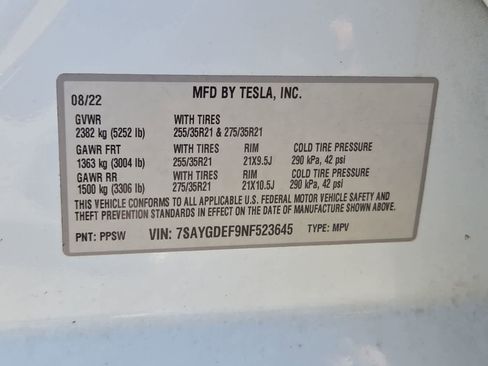 08/22 MFD BY TESLA, INC.
GVWR WITH TIRES
2382 kg (5252 lb) 255/35R21 & 275/35R21
GAWR FRT WITH TIRES RIM COLD TIRE PRESSURE
1363 kg (3004 lb) 255/35R21 21X9.5J 290 kPa, 42 psi
GAWR RR WITH TIRES RIM COLD TIRE PRESSURE
1500 kg (3306 lb) 275/35R21 21X10.5J 290 kPa, 42 psi
THIS VEHICLE CONFORMS TO ALL APPLICABLE U.S. FEDERAL MOTOR VEHICLE SAFETY AND
THEFT PREVENTION STANDARDS IN EFFECT ON THE DATE OF MANUFACTURE SHOWN ABOVE.
PNT: PPSW VIN: 7SAYGDEF9NF523645 TYPE: MPV